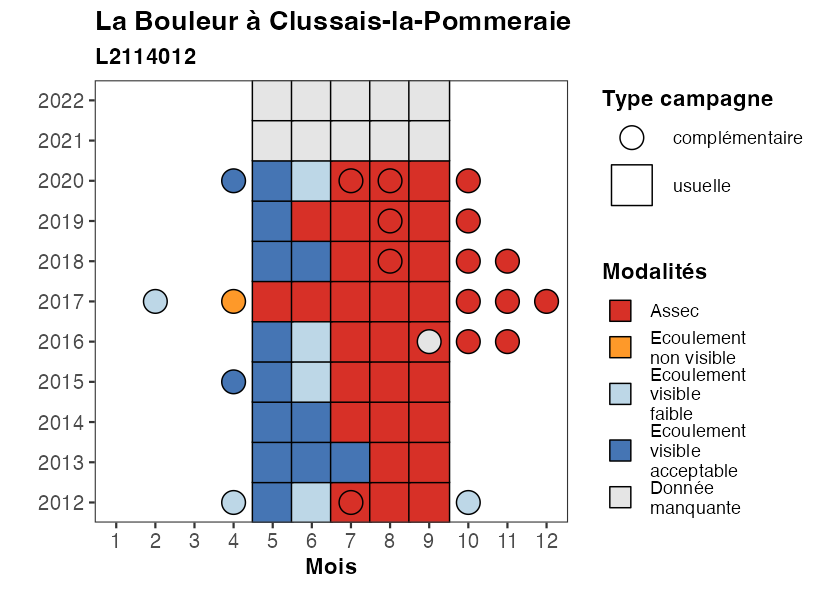 La Bouleur à Clussais-la-Pommeraie
L2114012
2022
2021
2020
2019
2018
2017
2016
2015
2014
2013
2012
1 2 3 4 5 6 7 8 9 10 11 12
Mois
Type campagne
complémentaire
usuelle
Modalités
Assec
Ecoulement
non visible
Ecoulement
visible
faible
Ecoulement
visible
acceptable
Donnée
manquante